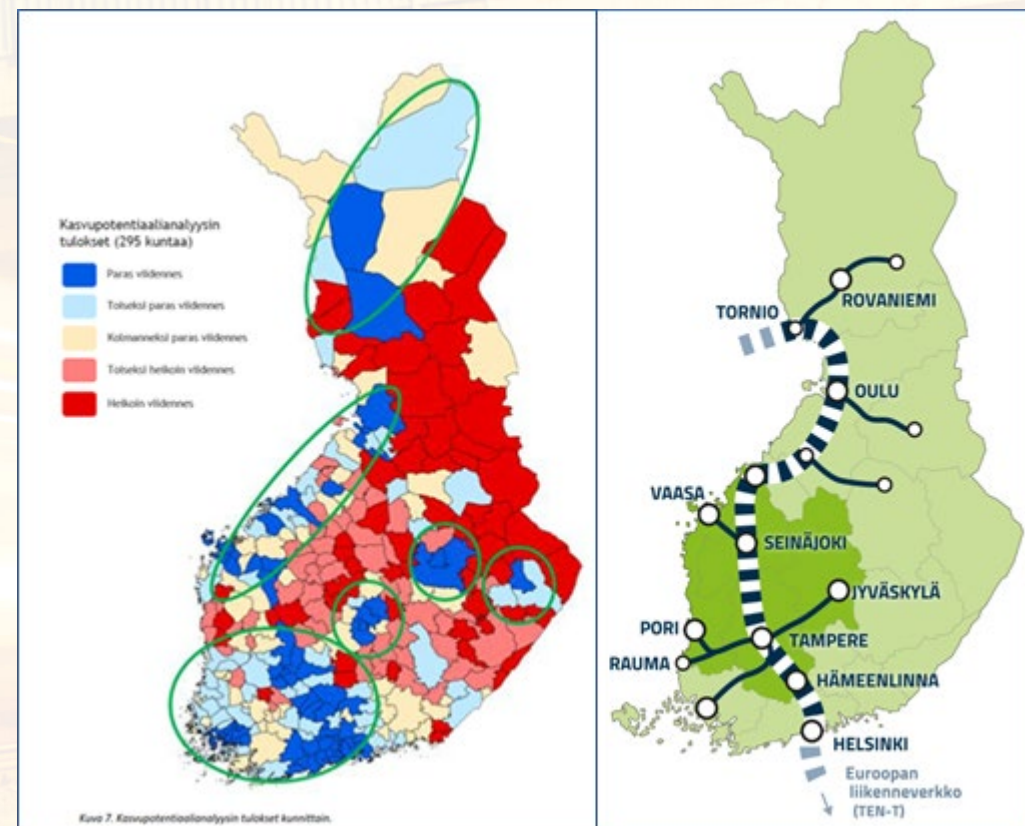 Kasvupotentiaalianalyysin
tulokset (295 kuntaa)
Paras viidennes
Toiseksi paras viidennes
Kolmanneksi paras viidennes
Toiseksi heikoin viidennes
Heikoin viidennes
Kuva 7. Kasvupotentiaalianalyysin tulokset kunnittain.
ROVANIEMI
TORNIO
OULU
VAASA
SEINÄJOKI
JYVÄSKYLÄ
PORI
TAMPERE
RAUMA
HÄMEENLINNA
HELSINKI
Euroopan
liikenneverkko
(TEN-T)